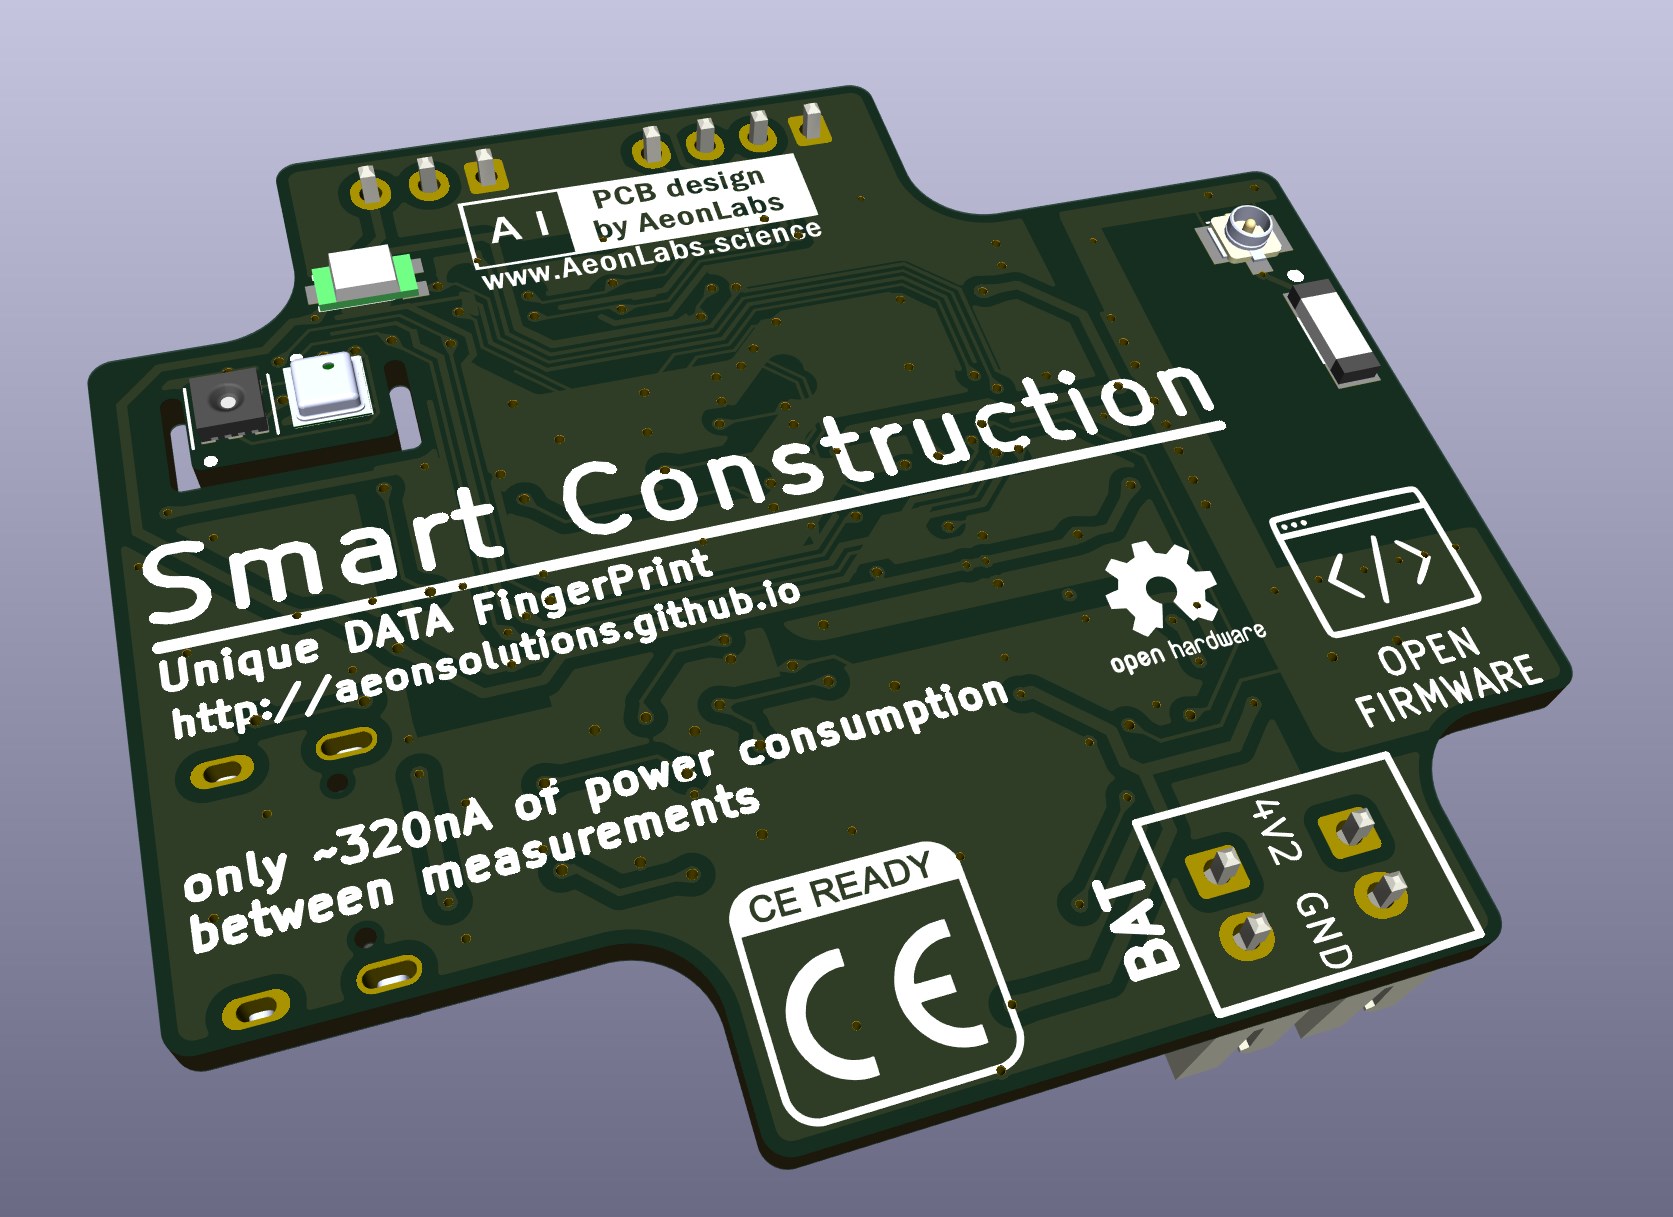 A I
PCB design
by AeonLabs
www.AeonLabs.science
Smart Construction
Unique DATA FingerPrint
http://aeonsolutions.github.io
open hardware
</>
OPEN
FIRMWARE
only ~320nA of power consumption
between measurements
CE READY
CE
BAT
4V2
GND